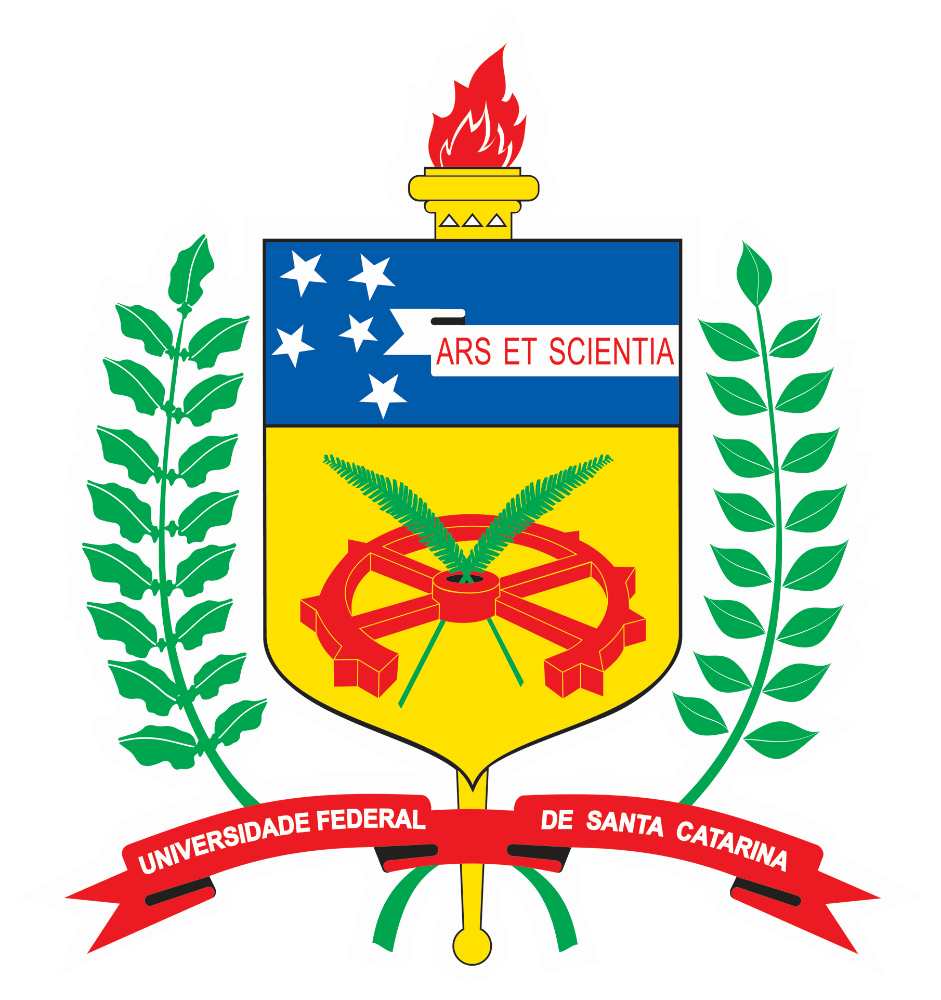 ARS ET SCIENTIA
UNIVERSIDADE FEDERAL DE SANTA CATARINA